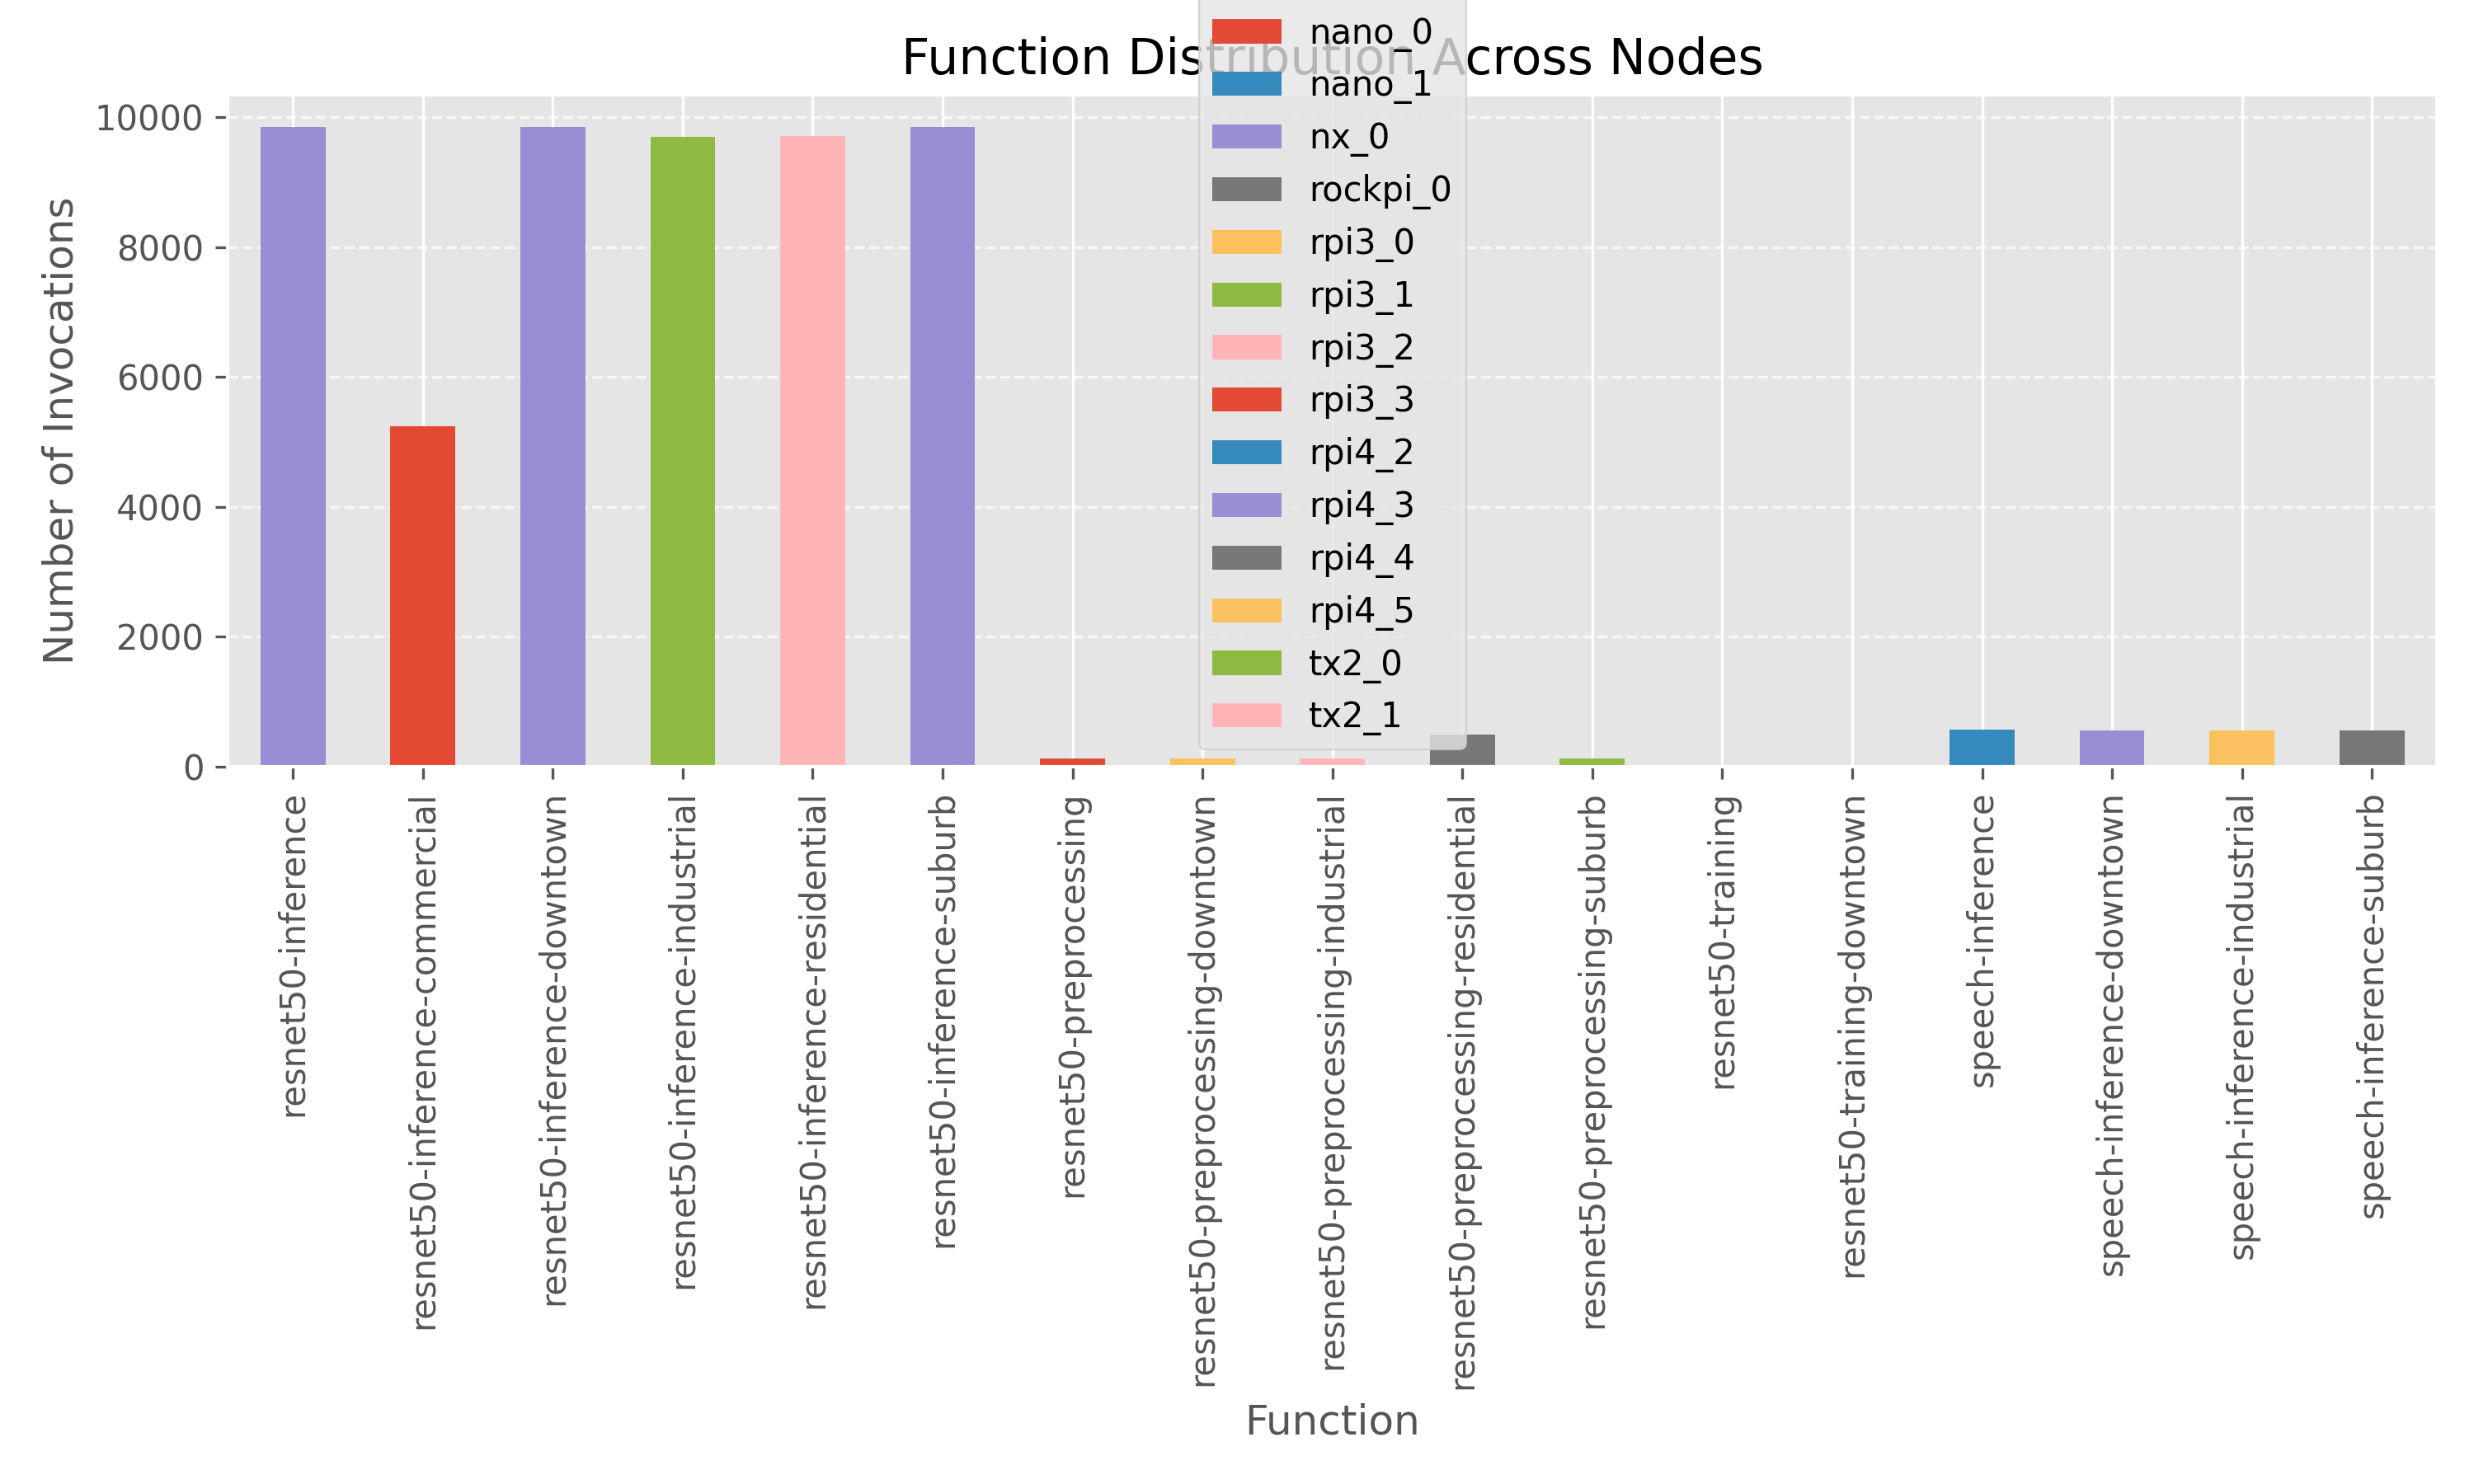 Function Distribution Across Nodes
nano_0
nano_1
nx_0
rockpi_0
rpi3_0
rpi3_1
rpi3_2
rpi3_3
rpi4_2
rpi4_3
rpi4_4
rpi4_5
tx2_0
tx2_1
Number of Invocations
10000
8000
6000
4000
2000
0
resnet50-inference
resnet50-inference-commercial
resnet50-inference-downtown
resnet50-inference-industrial
resnet50-inference-residential
resnet50-inference-suburb
resnet50-preprocessing
resnet50-preprocessing-downtown
resnet50-preprocessing-industrial
resnet50-preprocessing-residential
resnet50-preprocessing-suburb
resnet50-training
resnet50-training-downtown
speech-inference
speech-inference-downtown
speech-inference-industrial
speech-inference-suburb
Function